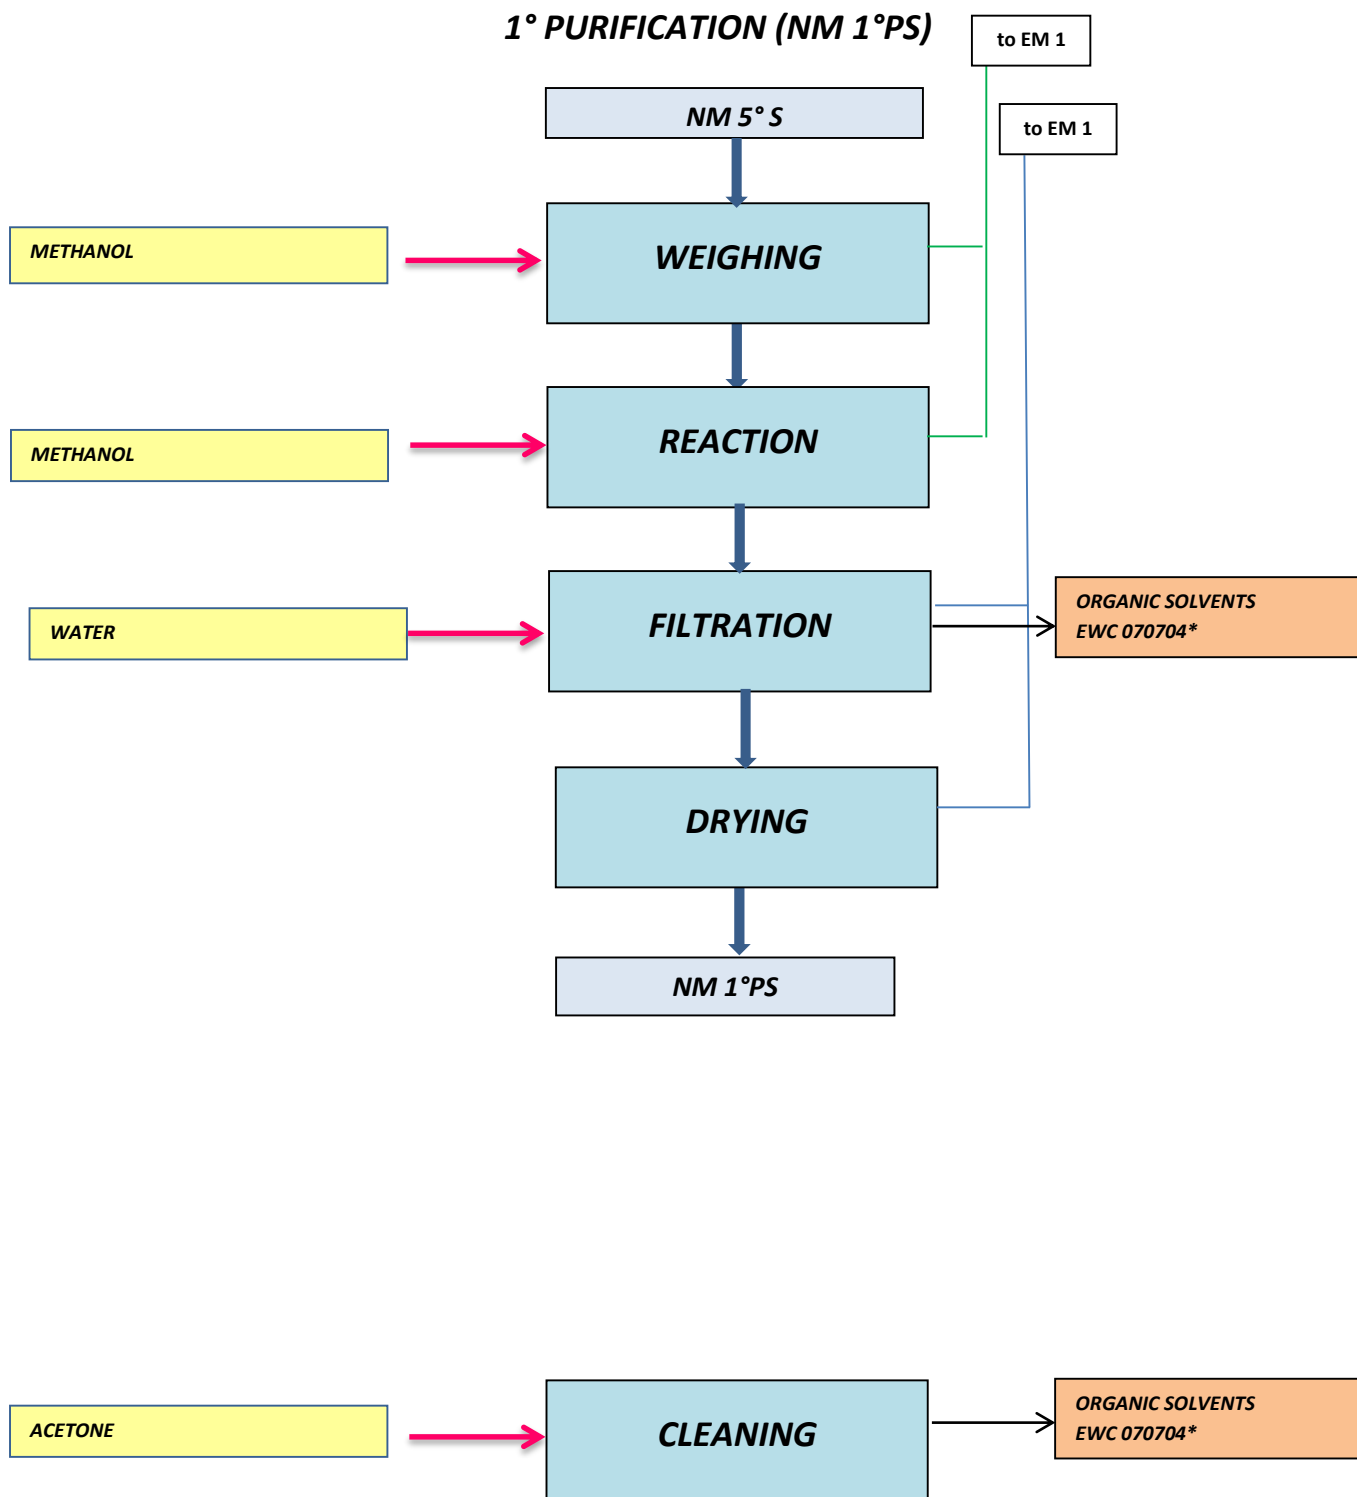 1° PURIFICATION (NM 1°PS)
to EM 1
NM 5° S
to EM 1
METHANOL
WEIGHING
METHANOL
REACTION
WATER
FILTRATION
ORGANIC SOLVENTS
EWC 070704*
DRYING
NM 1°PS
ACETONE
CLEANING
ORGANIC SOLVENTS
EWC 070704*